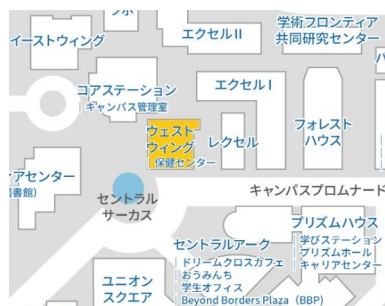 ラボ
エクセルII
学術フロンティア
共同研究センター
イーストウィング
コアステーション
キャンパス管理室
エクセルI
ウェスト
ウィング
保健センター
レクセル
フォレスト
ハウス
ィアセンター
図書館）
セントラル
サーカス
キャンパスプロムナード
セントラルアーク
ドリームクロスカフェ
おうみんち
学生オフィス
Beyond Borders Plaza（BBP）
プリズムハウス
学びステーション
プリズムホール
キャリアセンター
ユニオン
スクエア